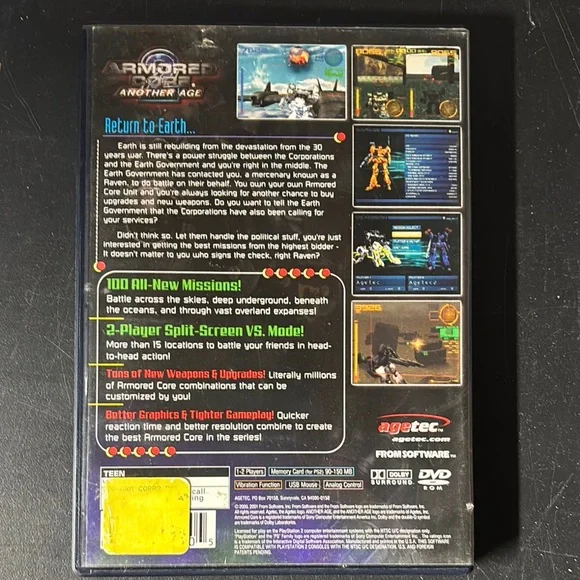 ARMORED
CORE
ANOTHER AGE
Return to Earth...
Earth is still rebuilding from the devastation from the 30
years war. There's a power struggle between the Corporations
and the Earth Government and you're right in the middle. The
Earth Government has contacted you, a mercenary known as a
Raven, to do battle on their behalf. You own your own Armored
Core Unit and you're always looking for another chance to buy
upgrades and new weapons. Do you want to tell the Earth
Government that the Corporations have also been calling for
your services?
Didn't think so. Let them handle the political stuff, you're just
interested in getting the best missions from the highest bidder -
It doesn't matter to you who signs the check, right Raven?
100 All-New Missions!
Battle across the skies, deep underground, beneath
the oceans, and through vast overland expanses!
2-Player Split-Screen VS. Mode!
More than 15 locations to battle your friends in head-
to-head action!
Tons of New Weapons & Upgrades! Literally millions
of Armored Core combinations that can be
customized by you!
Better Graphics & Tighter Gameplay! Quicker
reaction time and better resolution combine to create
the best Armored Core in the series!
MISSION SELECT
agetec™
agetec.com
FROM SOFTWARE™
TEEN
1-2 Players
Memory Card (for PS2) 90-150 MB
Vibration Function
USB Mouse
Analog Control
DOLBY
SURROUND
DVD
ROM
AGETEC, PO Box 70158, Sunnyvale, CA 94086-0158